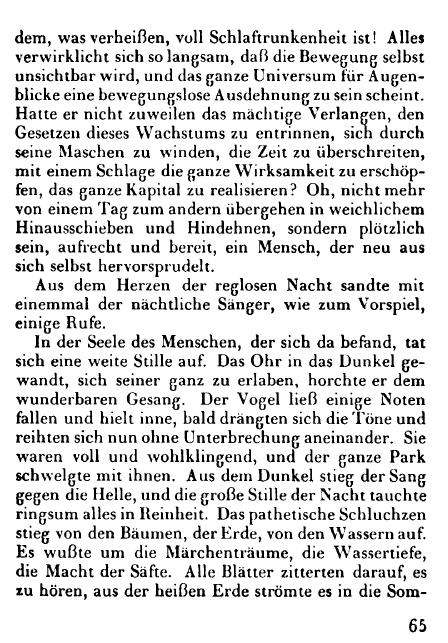 dem, was verheißen, voll Schlaftrunkenheit ist! Alles
verwirklicht sich so langsam, daß die Bewegung selbst
unsichtbar wird, und das ganze Universum für Augen-
blicke eine bewegungslose Ausdehnung zu sein scheint.
Hatte er nicht zuweilen das mächtige Verlangen, den
Gesetzen dieses Wachstums zu entrinnen, sich durch
seine Maschen zu winden, die Zeit zu überschreiten,
mit einem Schlage die ganze Wirksamkeit zu erschöp-
fen, das ganze Kapital zu realisieren? Oh, nicht mehr
von einem Tag zum andern übergehen in weichlichem
Hinausschieben und Hindehnen, sondern plötzlich
sein, aufrecht und bereit, ein Mensch, der neu aus
sich selbst hervorsprudelt.
Aus dem Herzen der reglosen Nacht sandte mit
einemmal der nächtliche Sänger, wie zum Vorspiel,
einige Rufe.
In der Seele des Menschen, der sich da befand, tat
sich eine weite Stille auf. Das Ohr in das Dunkel ge-
wandt, sich seiner ganz zu erlaben, horchte er dem
wunderbaren Gesang. Der Vogel ließ einige Noten
fallen und hielt inne, bald drängten sich die Töne und
reihten sich nun ohne Unterbrechung aneinander. Sie
waren voll und wohlklingend, und der ganze Park
schwelgte mit ihnen. Aus dem Dunkel stieg der Sang
gegen die Helle, und die große Stille der Nacht tauchte
ringsum alles in Reinheit. Das pathetische Schluchzen
stieg von den Bäumen, der Erde, von den Wassern auf.
Es wußte um die Märchenträume, die Wassertiefe,
die Macht der Säfte. Alle Blätter zitterten darauf, es
zu hören, aus der heißen Erde strömte es in die Som-
65